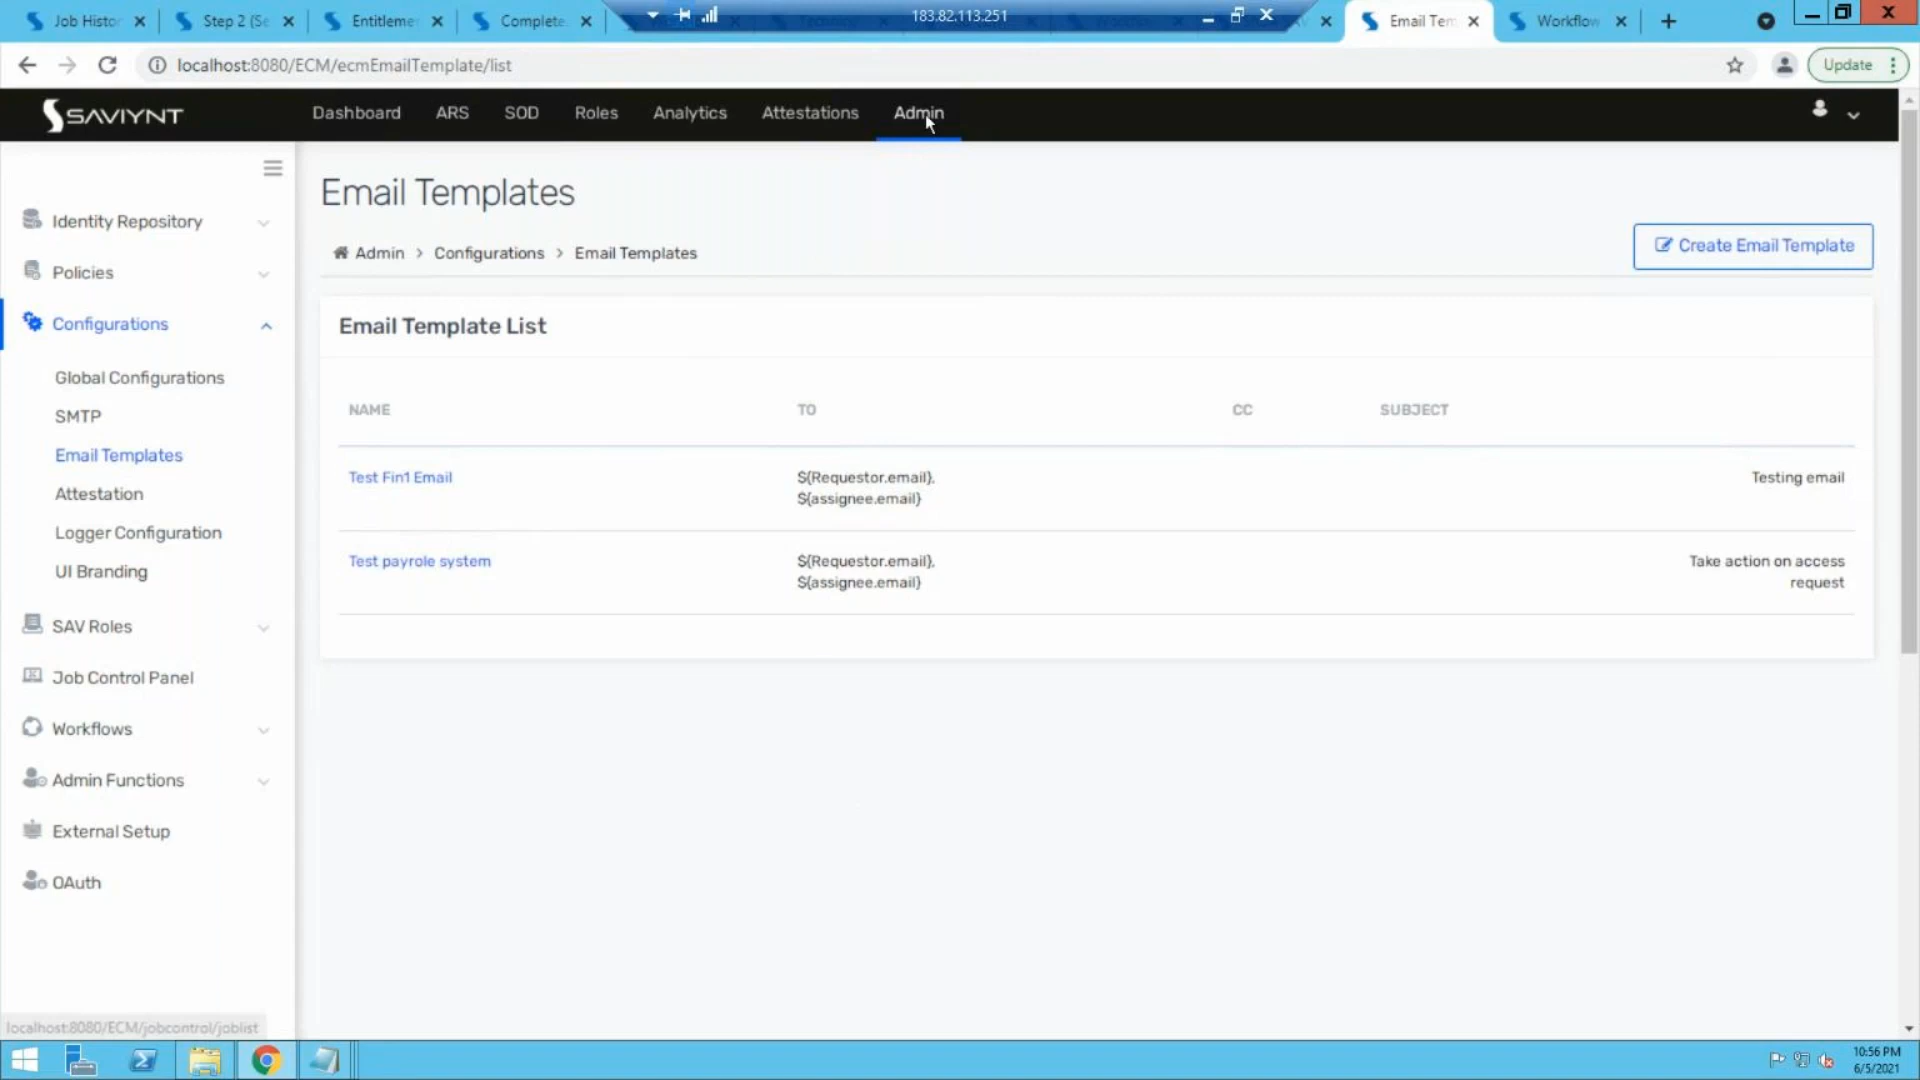 Job Histor
Step 2 (Se
Entitleme
Complete
183.82.113.251
Email Tem
Workflow
localhost:8080/ECM/ecmEmailTemplate/list
Update
SAVIYNT
Dashboard
ARS
SOD
Roles
Analytics
Attestations
Admin
Identity Repository
Policies
Configurations
Global Configurations
SMTP
Email Templates
Attestation
Logger Configuration
UI Branding
SAV Roles
Job Control Panel
Workflows
Admin Functions
External Setup
OAuth
Email Templates
Admin > Configurations > Email Templates
Create Email Template
Email Template List
NAME TO CC SUBJECT
Test Fin1 Email ${Requestor.email}, Testing email
${assignee.email}
Test payrole system ${Requestor.email}, Take action on access
${assignee.email} request
localhost:8080/ECM/jobcontrol/joblist
10:56 PM
6/5/2021